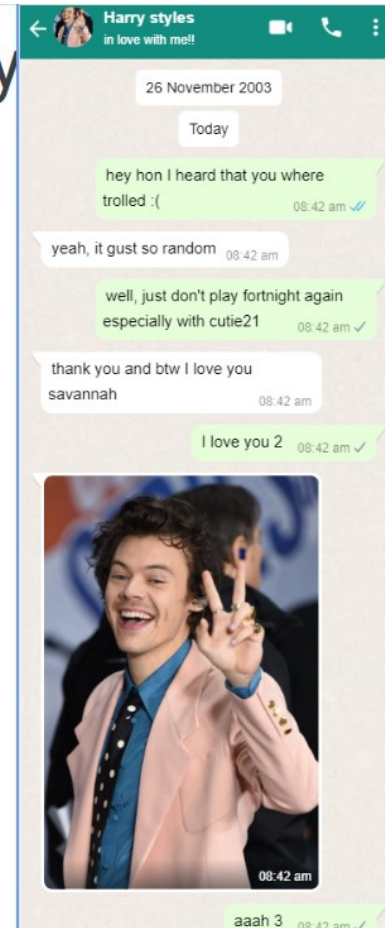 y
Harry styles
in love with me!!
26 November 2003
Today
hey hon I heard that you where
trolled :(
08:42 am
yeah, it gust so random 08:42 am
well, just don't play fortnight again
especially with cutie21 08:42 am
thank you and btw I love you
savannah 08:42 am
I love you 2 08:42 am
08:42 am
aaah 3 08:42 am